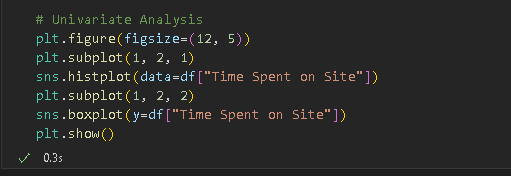 # Univariate Analysis
plt.figure(figsize=(12, 5))
plt.subplot(1, 2, 1)
sns.histplot(data=df["Time Spent on Site"])
plt.subplot(1, 2, 2)
sns.boxplot(y=df["Time Spent on Site"])
plt.show()
✓ 0.3s